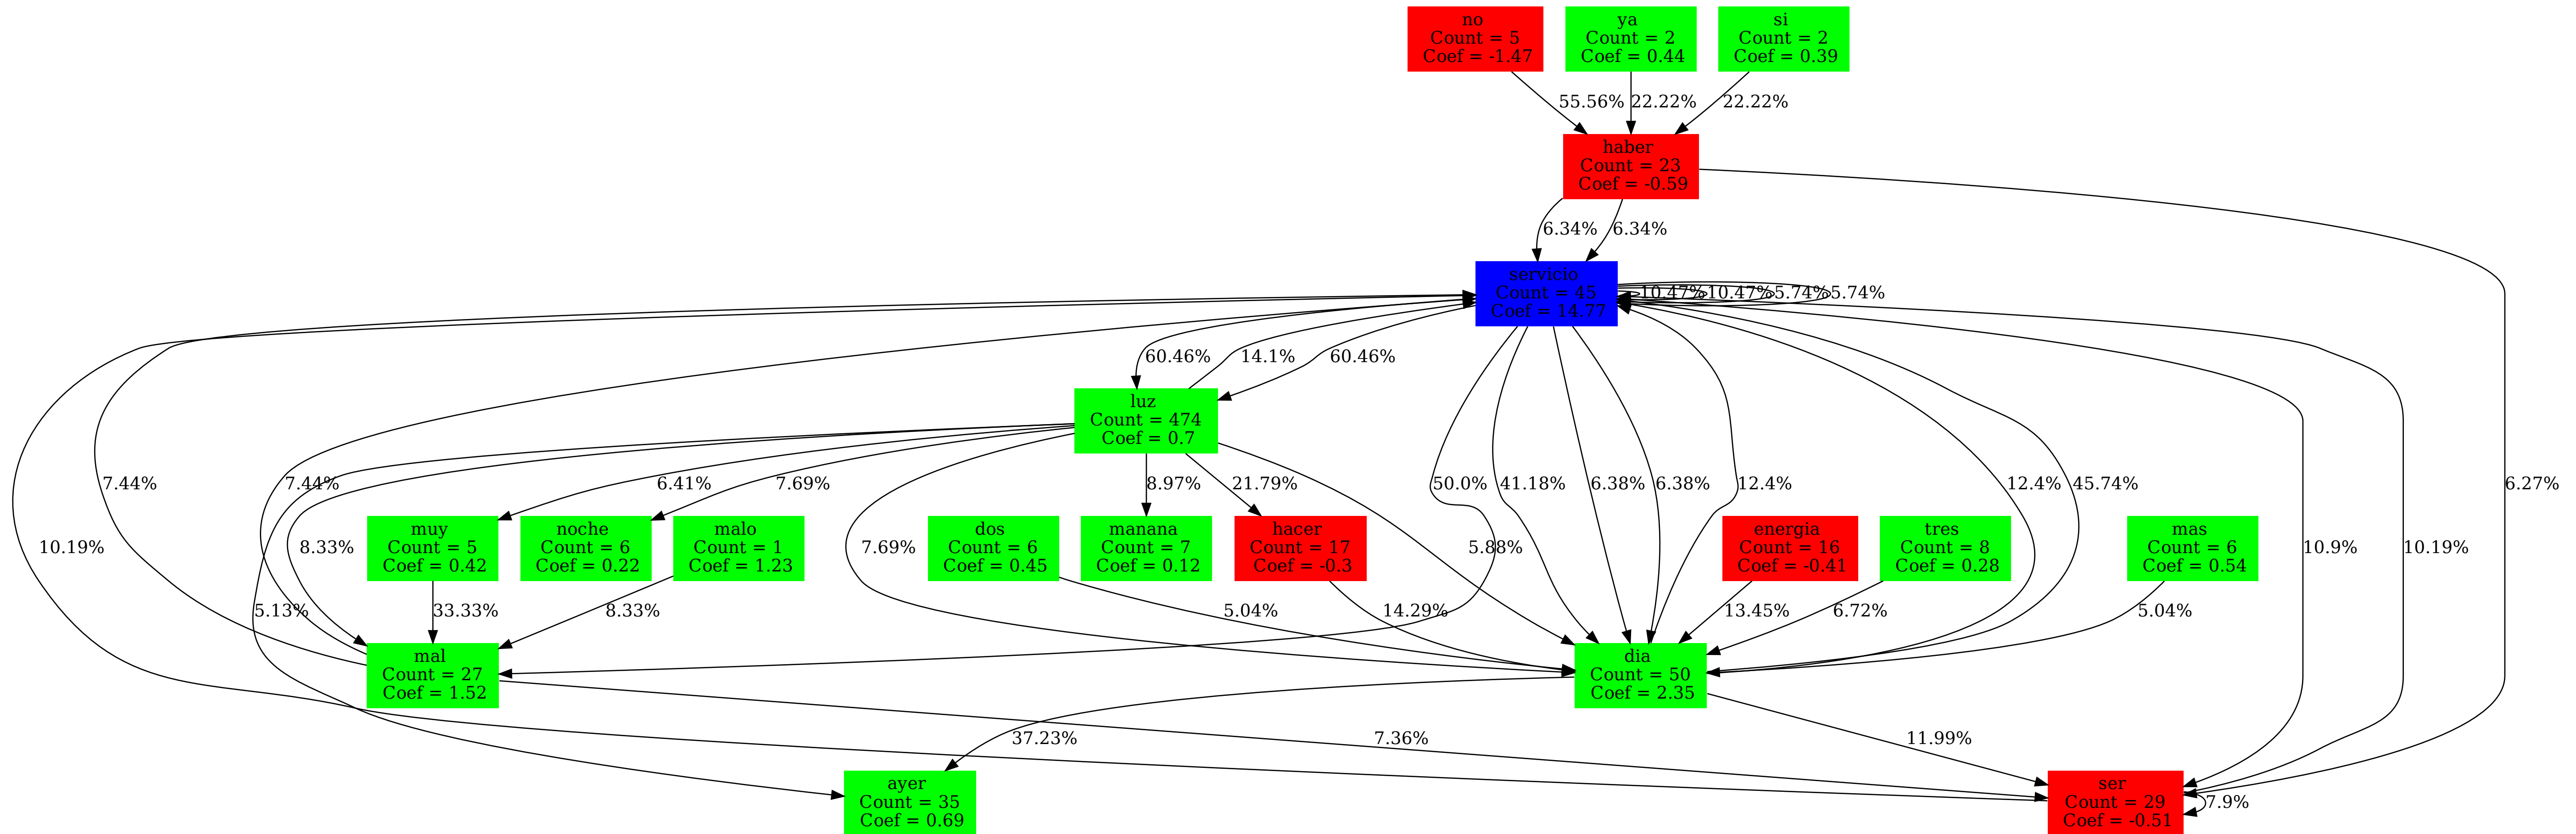 no
Count = 5
Coef = -1.47
ya
Count = 2
Coef = 0.44
si
Count = 2
Coef = 0.39
55.56%
22.22%
22.22%
haber
Count = 23
Coef = -0.59
6.34%
6.34%
servicio
Count = 45
Coef = 14.77
10.47%
10.47%
5.74%
5.74%
60.46%
14.1%
60.46%
luz
Count = 474
Coef = 0.7
7.44%
7.44%
6.41%
7.69%
8.97%
21.79%
50.0%
41.18%
6.38%
6.38%
12.4%
12.4%
45.74%
6.27%
10.19%
8.33%
muy
Count = 5
Coef = 0.42
noche
Count = 6
Coef = 0.22
malo
Count = 1
Coef = 1.23
7.69%
dos
Count = 6
Coef = 0.45
manana
Count = 7
Coef = 0.12
hacer
Count = 17
Coef = -0.3
5.88%
energia
Count = 16
Coef = -0.41
tres
Count = 8
Coef = 0.28
mas
Count = 6
Coef = 0.54
10.9%
10.19%
5.13%
33.33%
8.33%
5.04%
14.29%
13.45%
6.72%
5.04%
mal
Count = 27
Coef = 1.52
dia
Count = 50
Coef = 2.35
37.23%
7.36%
11.99%
ayer
Count = 35
Coef = 0.69
ser
Count = 29
Coef = -0.51
7.9%